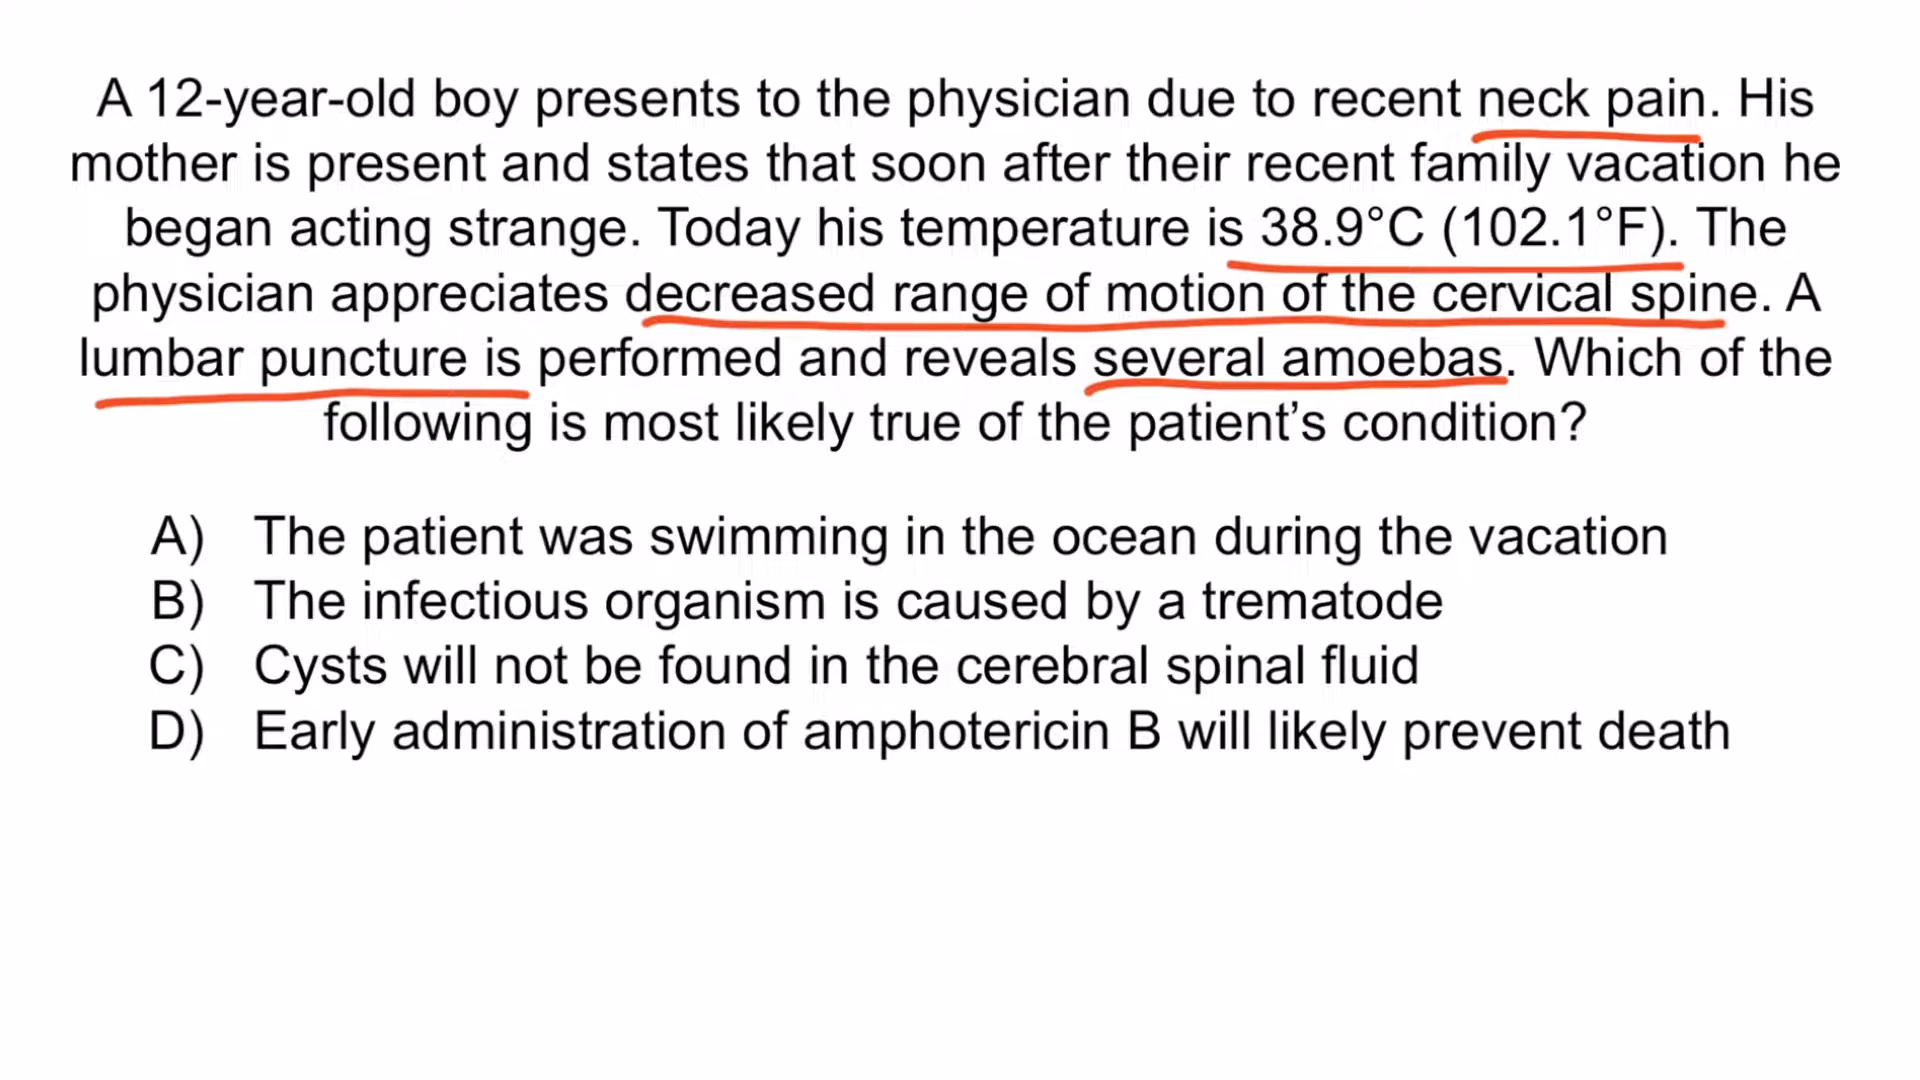 A 12-year-old boy presents to the physician due to recent neck pain. His
mother is present and states that soon after their recent family vacation he
began acting strange. Today his temperature is 38.9°C (102.1°F). The
physician appreciates decreased range of motion of the cervical spine. A
lumbar puncture is performed and reveals several amoebas. Which of the
following is most likely true of the patient’s condition?
A) The patient was swimming in the ocean during the vacation
B) The infectious organism is caused by a trematode
C) Cysts will not be found in the cerebral spinal fluid
D) Early administration of amphotericin B will likely prevent death